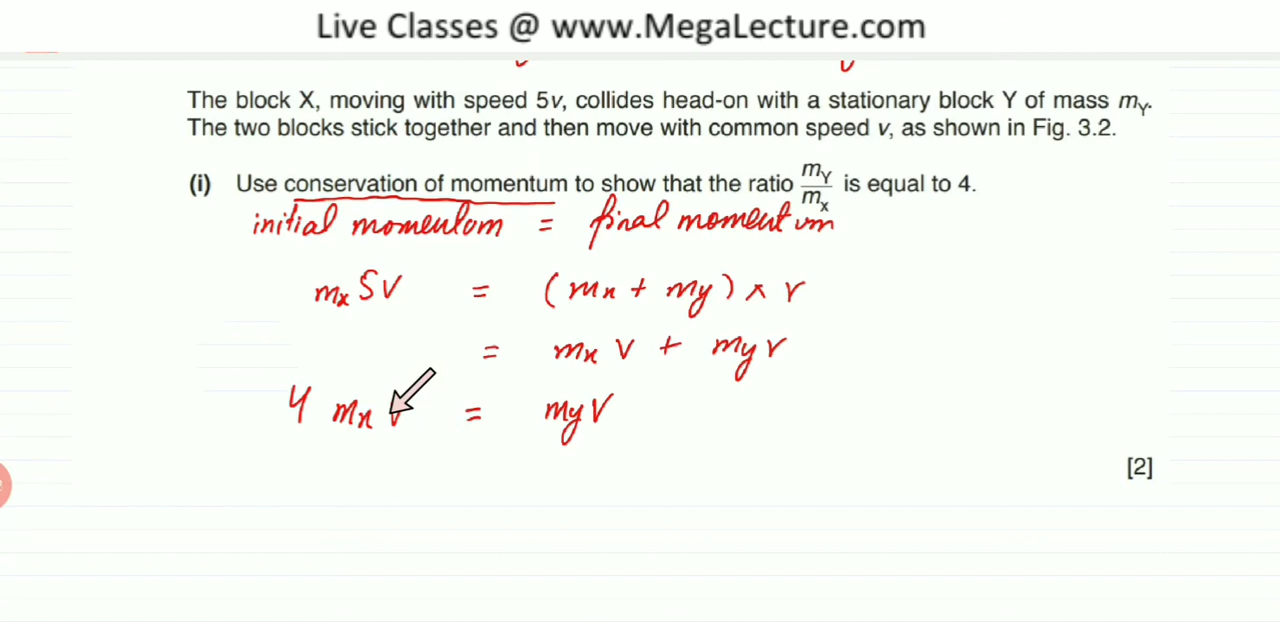 Live Classes @ www.MegaLecture.com
The block X, moving with speed 5v, collides head-on with a stationary block Y of mass mY.
The two blocks stick together and then move with common speed v, as shown in Fig. 3.2.
(i) Use conservation of momentum to show that the ratio mY/mx is equal to 4.
initial momentum = final momentum
mx 5v = (mx + my) × v
= mx v + my v
4 mx v = my v
[2]